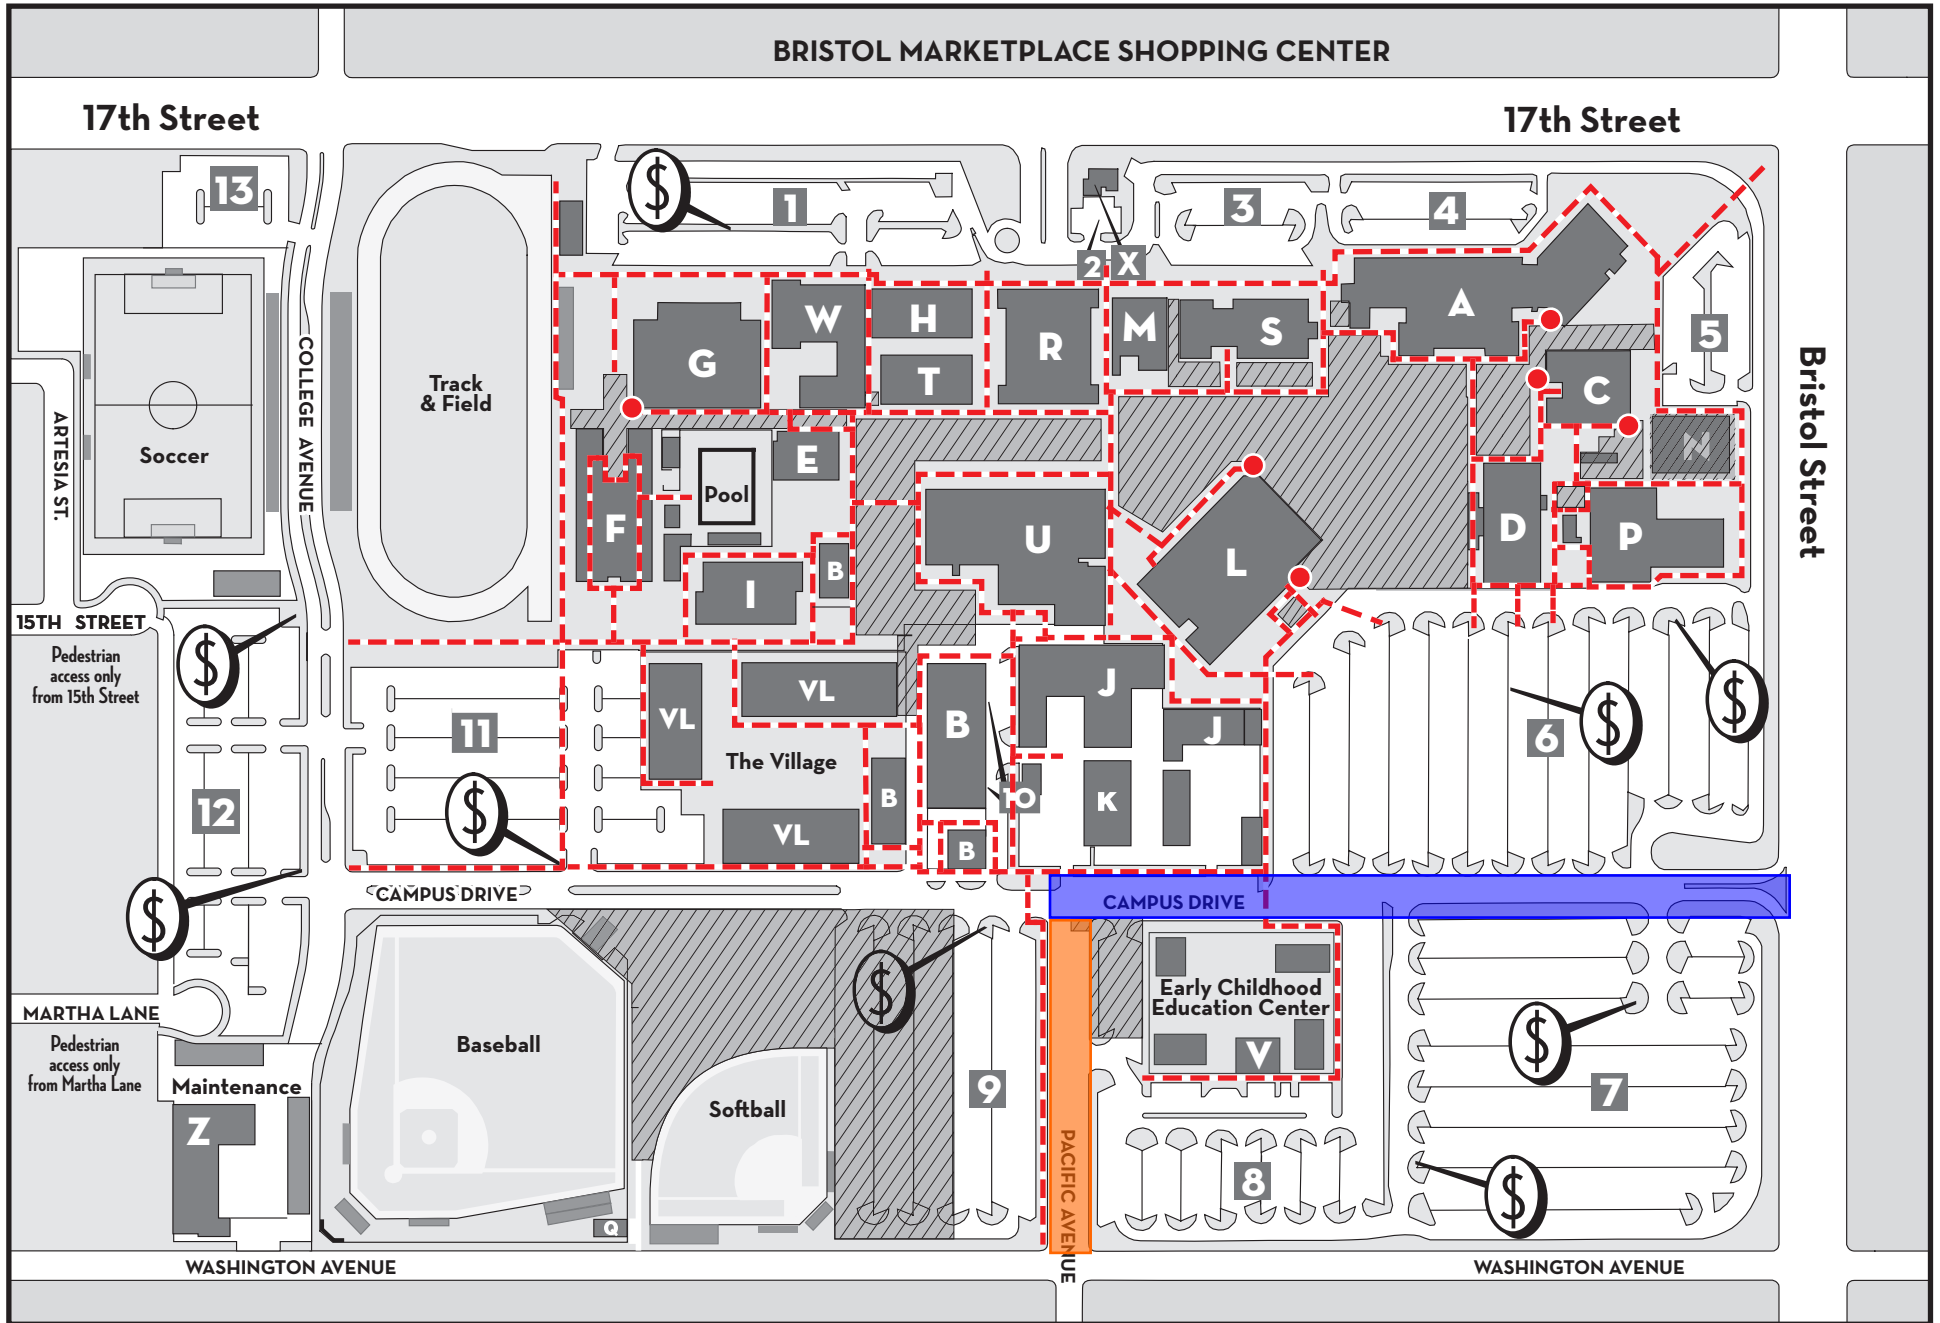 BRISTOL MARKETPLACE SHOPPING CENTER
17th Street
17th Street
13
$
1
3
4
2
X
5
A
W
H
M
S
G
R
T
C
COLLEGE AVENUE
Track
& Field
Bristol Street
ARTESIA ST.
Soccer
E
N
Pool
F
U
D
P
L
B
I
15TH STREET
Pedestrian
access only
from 15th Street
$
J
VL
VL
B
J
$
$
6
11
The Village
12
$
B
10
K
VL
B
$
CAMPUS DRIVE
CAMPUS DRIVE
$
Early Childhood
Education Center
MARTHA LANE
Pedestrian
access only
from Martha Lane
Baseball
V
$
Maintenance
9
7
Softball
Z
PACIFIC AVENUE
8
$
Q
WASHINGTON AVENUE
WASHINGTON AVENUE